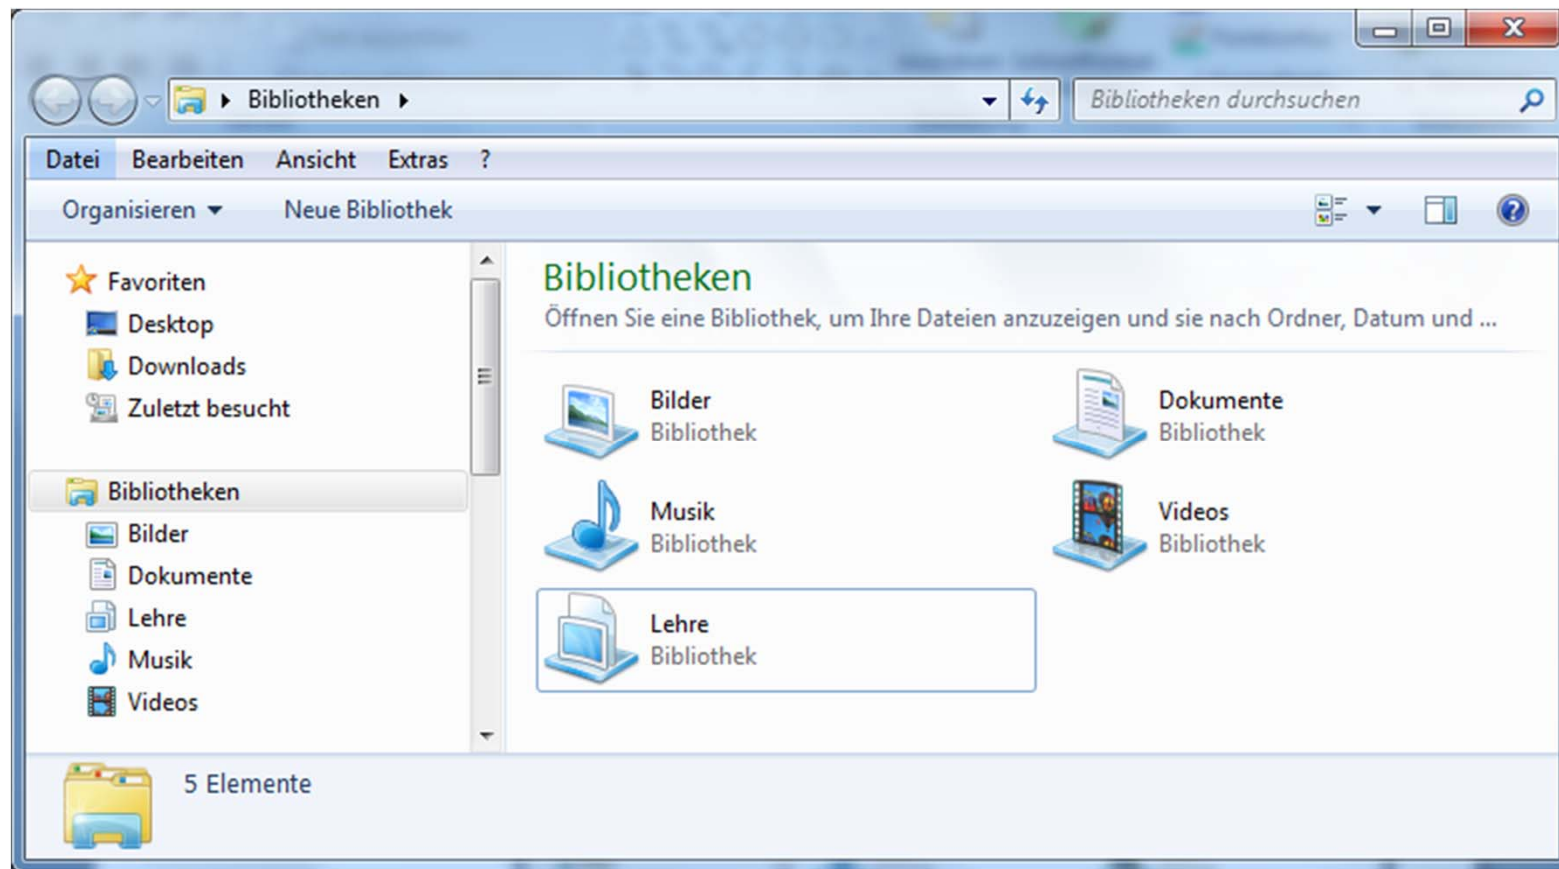 Bibliotheken
Bibliotheken durchsuchen
Datei Bearbeiten Ansicht Extras ?
Organisieren Neue Bibliothek
Favoriten
Desktop
Downloads
Zuletzt besucht
Bibliotheken
Bilder
Dokumente
Lehre
Musik
Videos
Bibliotheken
Öffnen Sie eine Bibliothek, um Ihre Dateien anzuzeigen und sie nach Ordner, Datum und ...
Bilder
Bibliothek
Dokumente
Bibliothek
Musik
Bibliothek
Videos
Bibliothek
Lehre
Bibliothek
5 Elemente